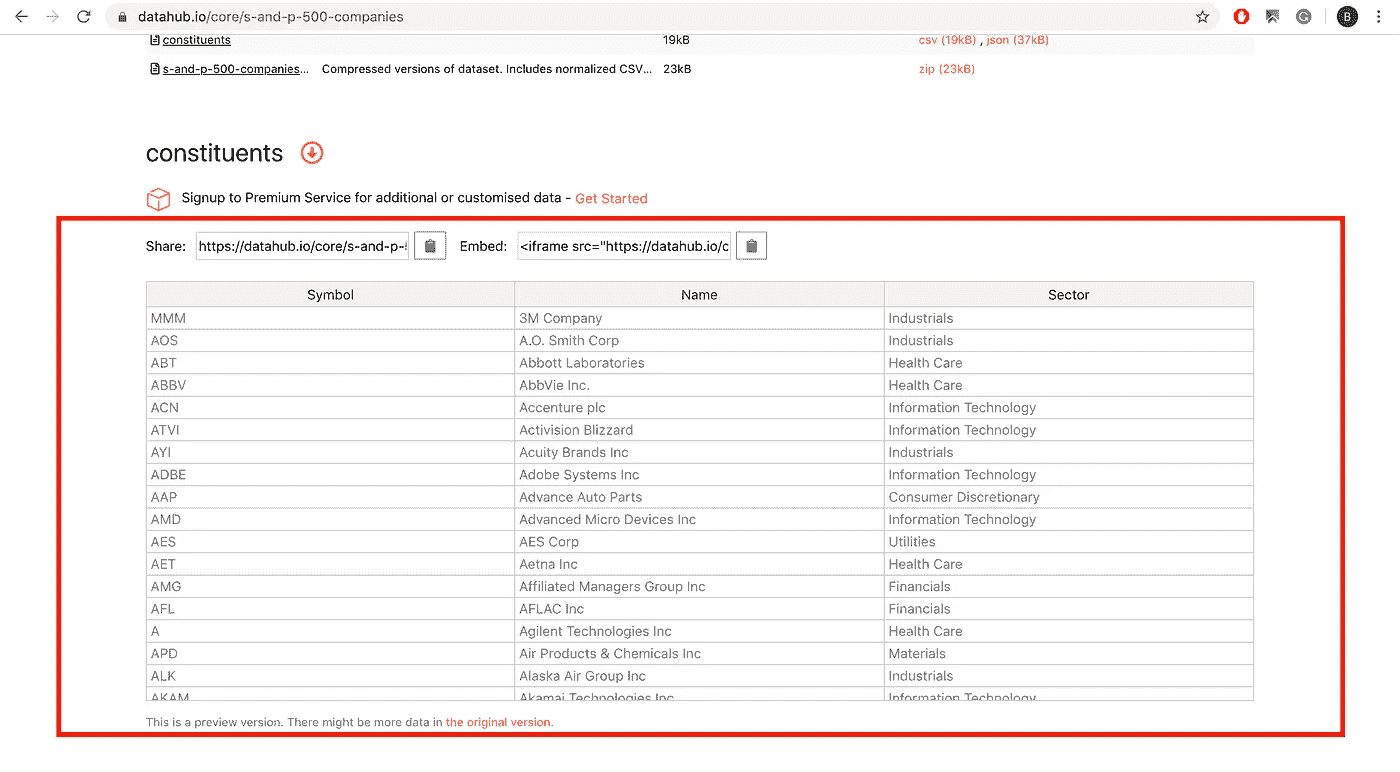 datahub.io/core/s-and-p-500-companies
constituents 19kB csv (19kB) , json (37kB)
s-and-p-500-companies... Compressed versions of dataset. Includes normalized CSV... 23kB zip (23kB)
constituents
Signup to Premium Service for additional or customised data - Get Started
Share: https://datahub.io/core/s-and-p- Embed: <iframe src="https://datahub.io/c
Symbol Name Sector
MMM 3M Company Industrials
AOS A.O. Smith Corp Industrials
ABT Abbott Laboratories Health Care
ABBV AbbVie Inc. Health Care
ACN Accenture plc Information Technology
ATVI Activision Blizzard Information Technology
AYI Acuity Brands Inc Industrials
ADBE Adobe Systems Inc Information Technology
AAP Advance Auto Parts Consumer Discretionary
AMD Advanced Micro Devices Inc Information Technology
AES AES Corp Utilities
AET Aetna Inc Health Care
AMG Affiliated Managers Group Inc Financials
AFL AFLAC Inc Financials
A Agilent Technologies Inc Health Care
APD Air Products & Chemicals Inc Materials
ALK Alaska Air Group Inc Industrials
AKAM Akamai Technologies Inc Information Technology
This is a preview version. There might be more data in the original version.
B